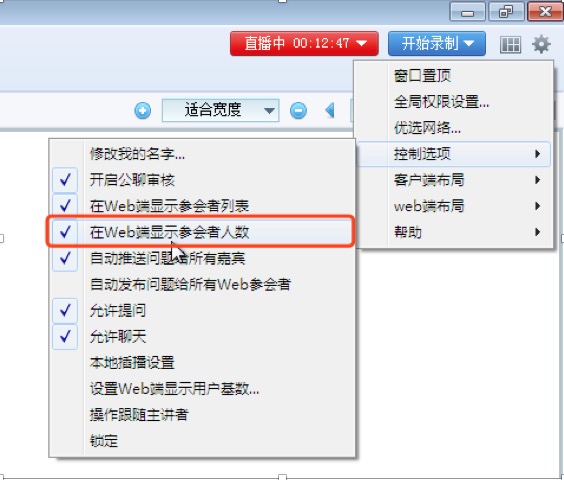 直播中 00:12:47
开始录制
适合宽度
窗口置顶
全局权限设置...
优选网络...
控制选项
客户端布局
web端布局
帮助
修改我的名字...
开启公聊审核
在Web端显示参会者列表
在Web端显示参会者人数
自动推送问题给所有嘉宾
自动发布问题给所有Web参会者
允许提问
允许聊天
本地插播设置
设置Web端显示用户基数...
操作跟随主讲者
锁定